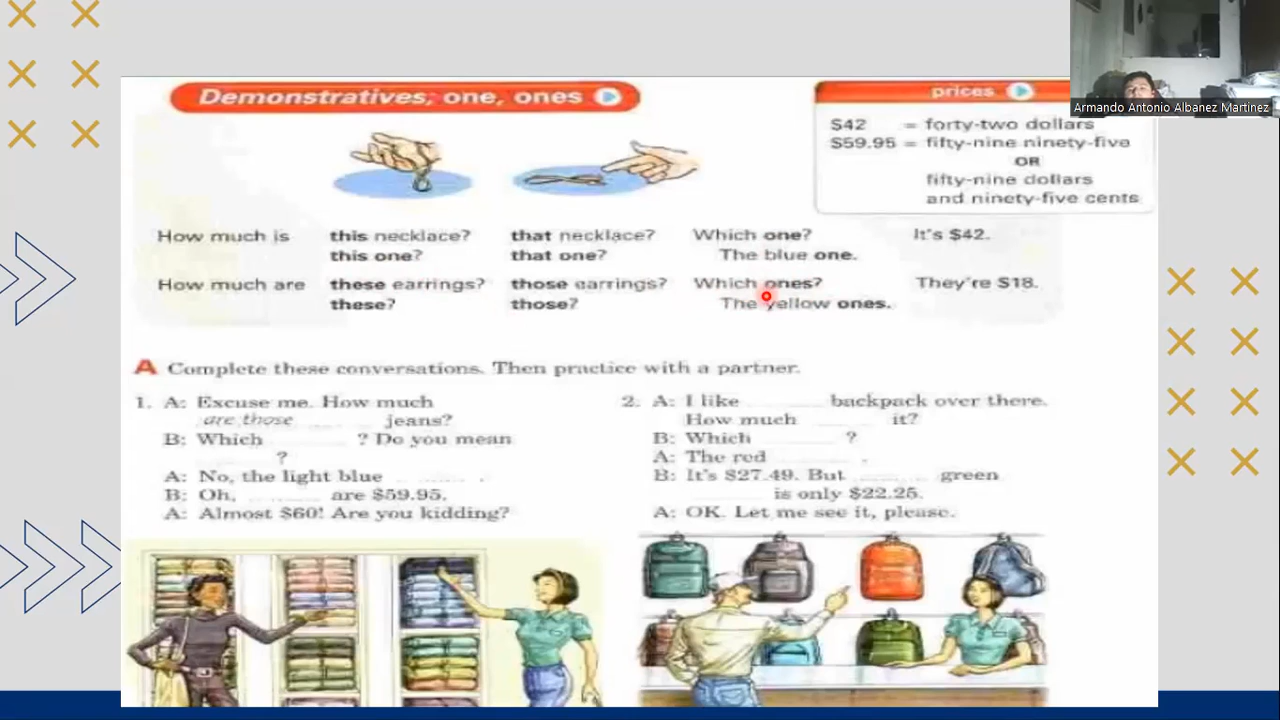 Demonstratives, one, ones
prices
Armando Antonio Albanez Martinez
$42 = forty-two dollars
$59.95 = fifty-nine ninety-five
OR
fifty-nine dollars
and ninety-five cents
How much is this necklace? that necklace? Which one? It's $42.
this one? that one? The blue one.
How much are these earrings? those earrings? Which ones? They're $18.
these? those? The yellow ones.
A Complete these conversations. Then practice with a partner.
1. A: Excuse me. How much
are those jeans?
B: Which ? Do you mean
?
A: No, the light blue .
B: Oh, are $59.95.
A: Almost $60! Are you kidding?
2. A: I like backpack over there.
How much it?
B: Which ?
A: The red .
B: It's $27.49. But green
is only $22.25.
A: OK. Let me see it, please.